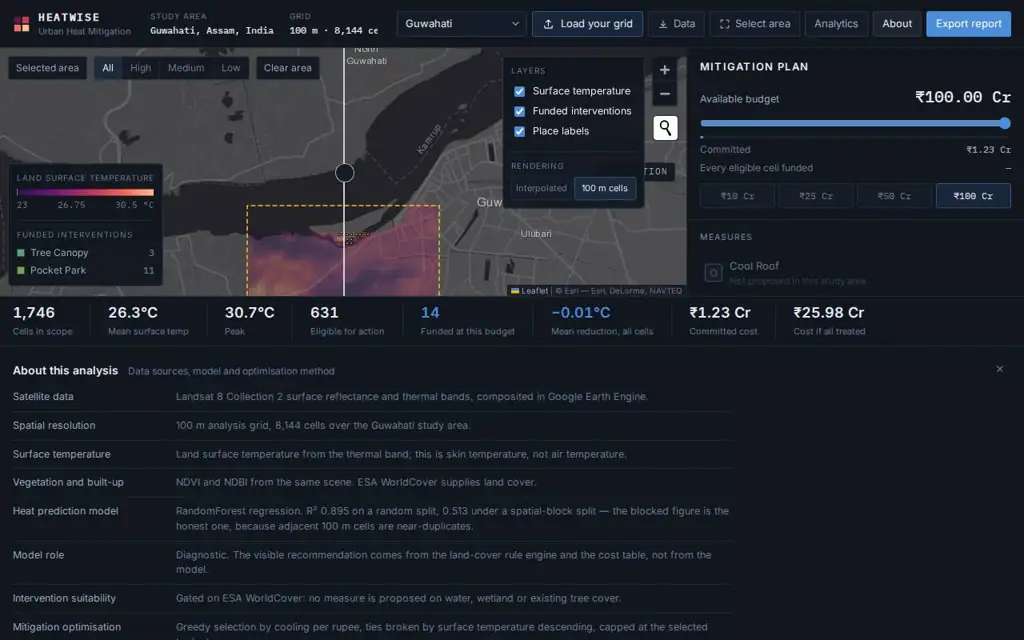 HEATWISE
Urban Heat Mitigation
STUDY AREA
Guwahati, Assam, India
GRID
100 m · 8,144 ce
Guwahati
Load your grid
Data
Select area
Analytics
About
Export report
Selected area
All
High
Medium
Low
Clear area
North
Guwahati
Kamrup
Guw
Ulubari
LAYERS
Surface temperature
Funded interventions
Place labels
RENDERING
Interpolated
100 m cells
TION
LAND SURFACE TEMPERATURE
23
26.75
30.5 °C
FUNDED INTERVENTIONS
Tree Canopy 3
Pocket Park 11
Leaflet | © Esri — Esri, DeLorme, NAVTEQ
MITIGATION PLAN
Available budget ₹100.00 Cr
Committed ₹1.23 Cr
Every eligible cell funded —
₹10 Cr
₹25 Cr
₹50 Cr
₹100 Cr
MEASURES
Cool Roof
Not proposed in this study area.
1,746
Cells in scope
26.3°C
Mean surface temp
30.7°C
Peak
631
Eligible for action
14
Funded at this budget
−0.01°C
Mean reduction, all cells
₹1.23 Cr
Committed cost
₹25.98 Cr
Cost if all treated
About this analysis Data sources, model and optimisation method
×
Satellite data Landsat 8 Collection 2 surface reflectance and thermal bands, composited in Google Earth Engine.
Spatial resolution 100 m analysis grid, 8,144 cells over the Guwahati study area.
Surface temperature Land surface temperature from the thermal band; this is skin temperature, not air temperature.
Vegetation and built-up NDVI and NDBI from the same scene. ESA WorldCover supplies land cover.
Heat prediction model RandomForest regression. R² 0.895 on a random split, 0.513 under a spatial-block split — the blocked figure is the
honest one, because adjacent 100 m cells are near-duplicates.
Model role Diagnostic. The visible recommendation comes from the land-cover rule engine and the cost table, not from the
model.
Intervention suitability Gated on ESA WorldCover: no measure is proposed on water, wetland or existing tree cover.
Mitigation optimisation Greedy selection by cooling per rupee, ties broken by surface temperature descending, capped at the selected